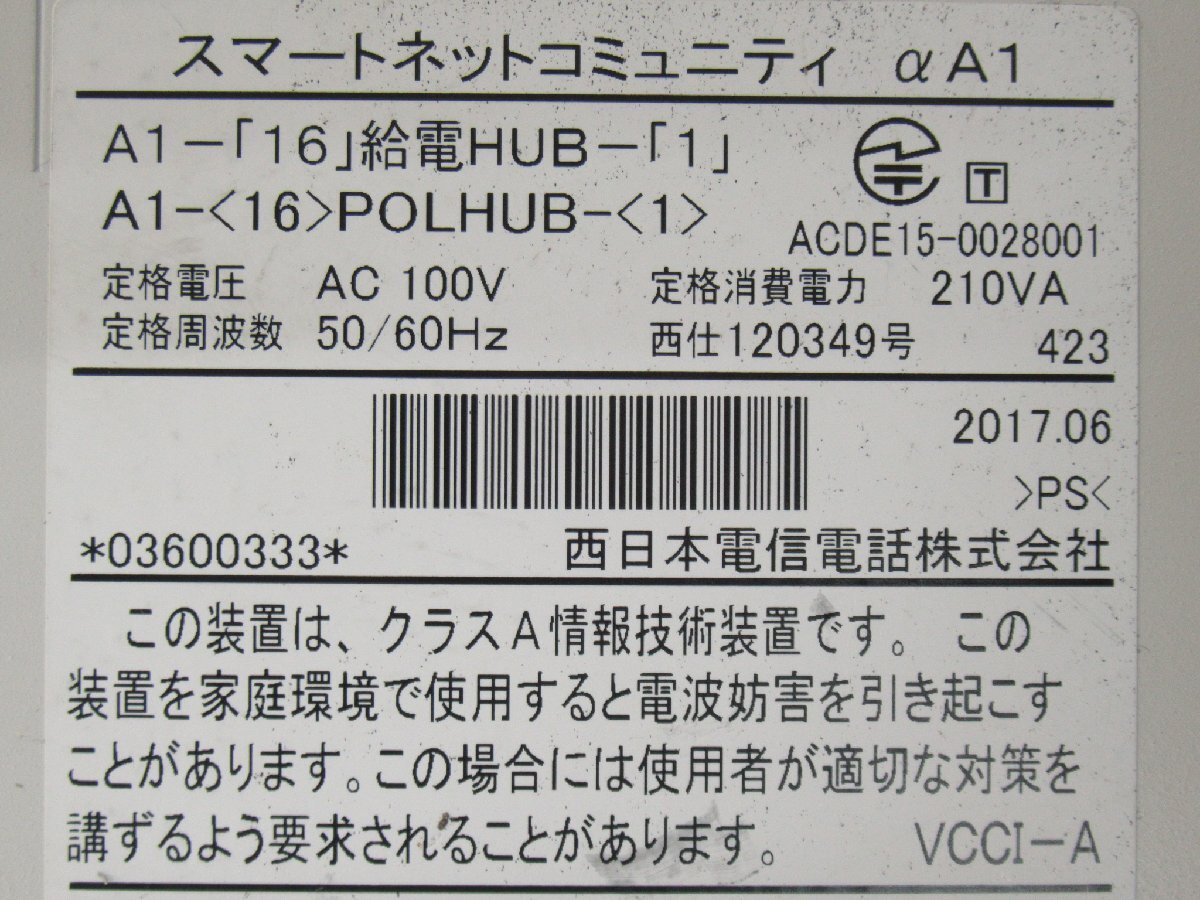 スマートネットコミュニティ αA1
A1-「16」給電HUB-「1」
A1-<16>POLHUB-<1>
T
ACDE15-0028001
定格電圧 AC 100V 定格消費電力 210VA
定格周波数 50/60Hz 西仕120349号 423
2017.06
>PS<
*03600333* 西日本電信電話株式会社
この装置は、クラスA情報技術装置です。 この
装置を家庭環境で使用すると電波妨害を引き起こす
ことがあります。この場合には使用者が適切な対策を
講ずるよう要求されることがあります。 VCCI-A